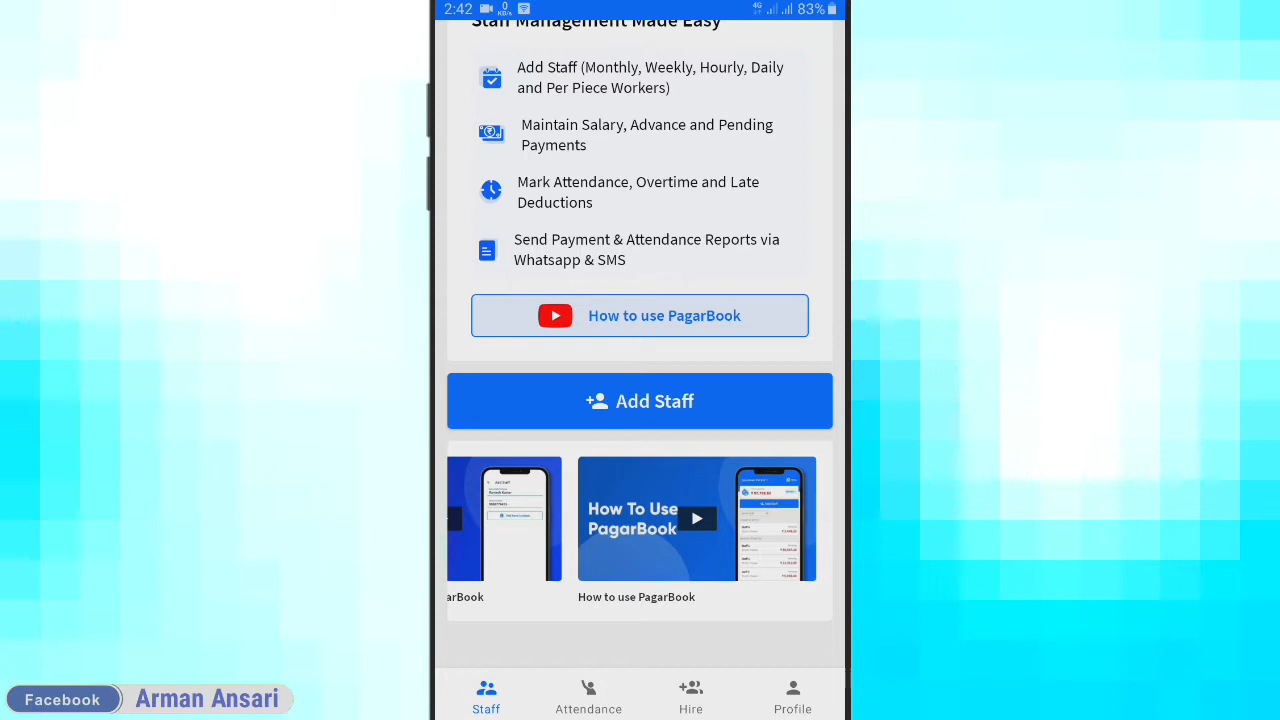 2:42
0
KB/s
4G
83%
Staff Management Made Easy
Add Staff (Monthly, Weekly, Hourly, Daily
and Per Piece Workers)
Maintain Salary, Advance and Pending
Payments
Mark Attendance, Overtime and Late
Deductions
Send Payment & Attendance Reports via
Whatsapp & SMS
How to use PagarBook
Add Staff
How To Use
PagarBook
arBook
How to use PagarBook
Staff
Attendance
Hire
Profile
Facebook
Arman Ansari